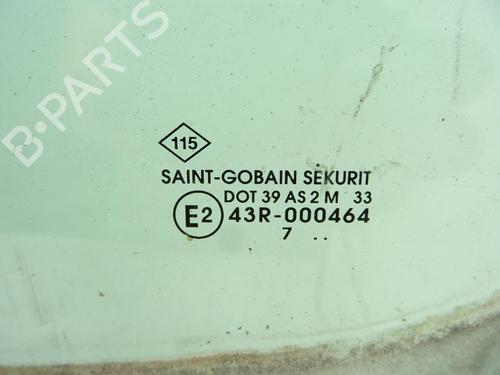 B-PARTS
115
SAINT-GOBAIN SEKURIT
DOT 39 AS 2 M 33
E2 43R-000464
7 ..